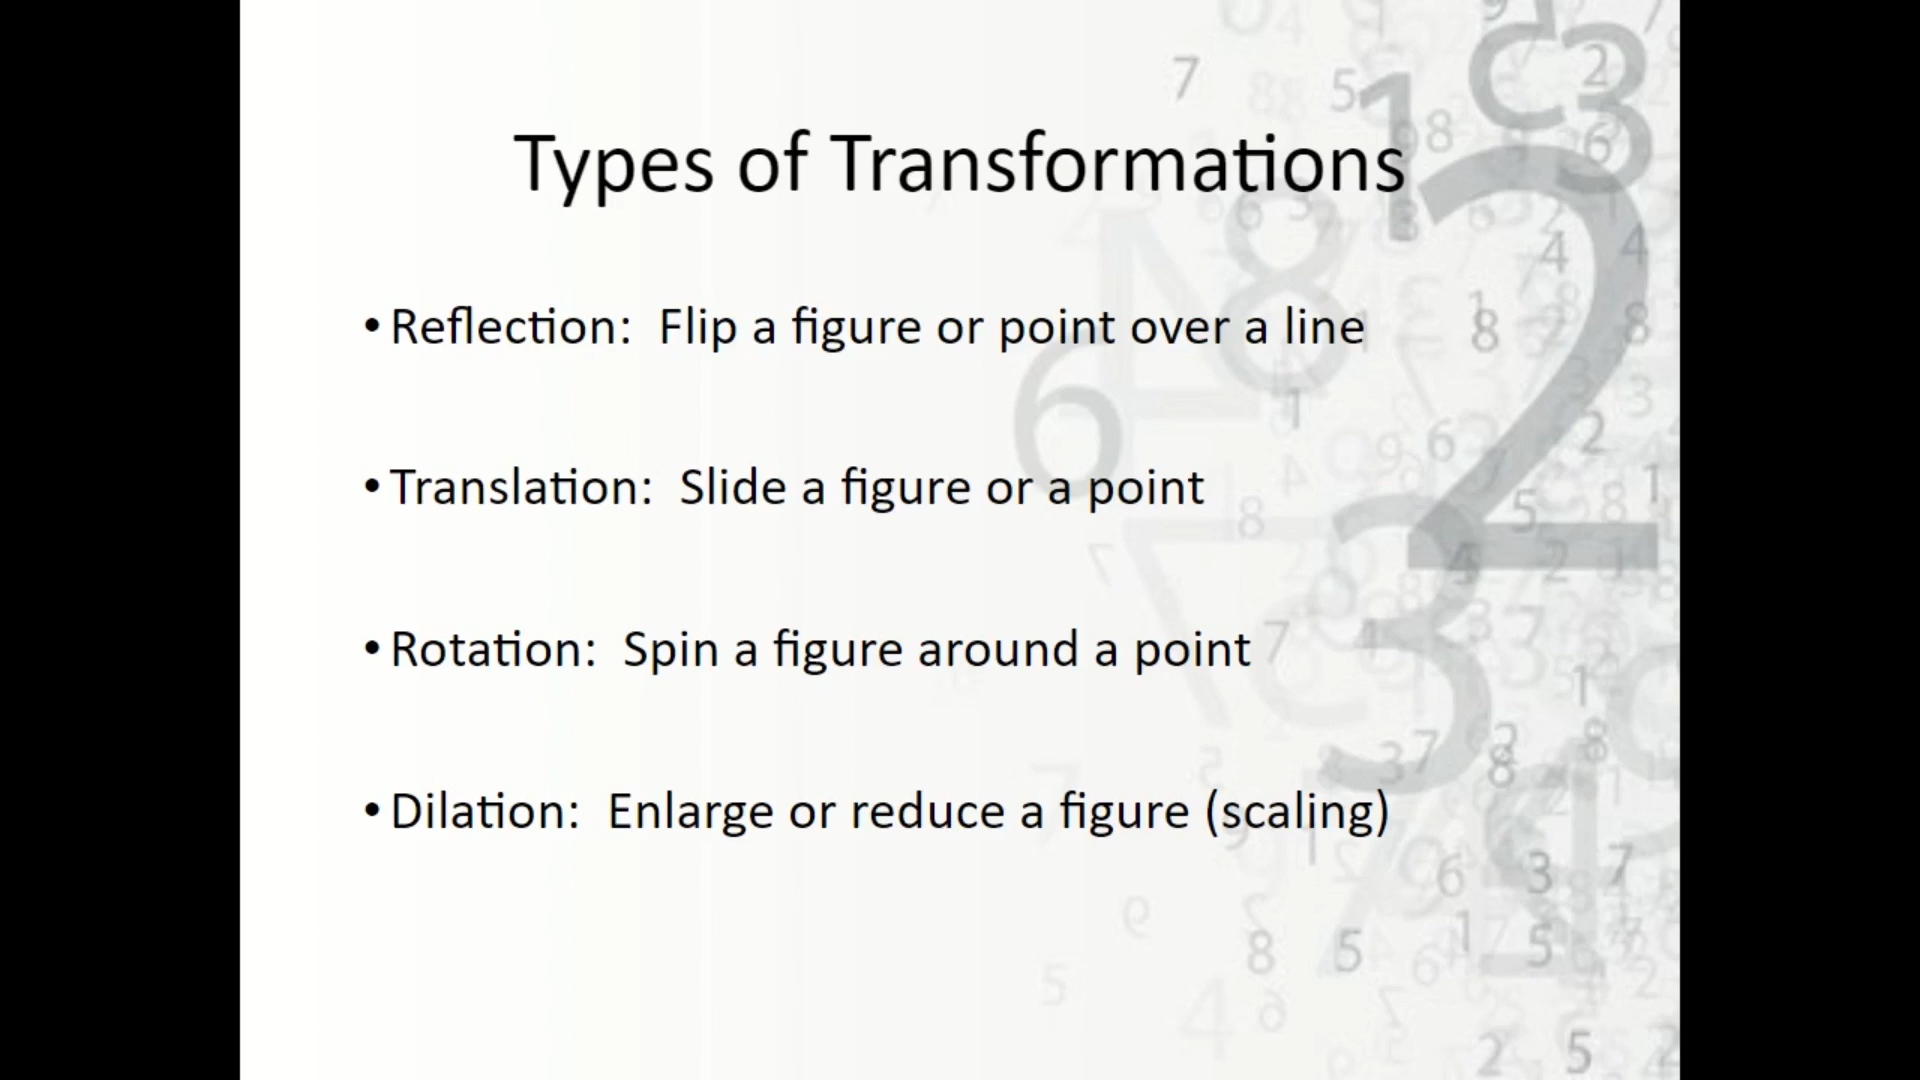 Types of Transformations
• Reflection:  Flip a figure or point over a line
• Translation:  Slide a figure or a point
• Rotation:  Spin a figure around a point
• Dilation:  Enlarge or reduce a figure (scaling)